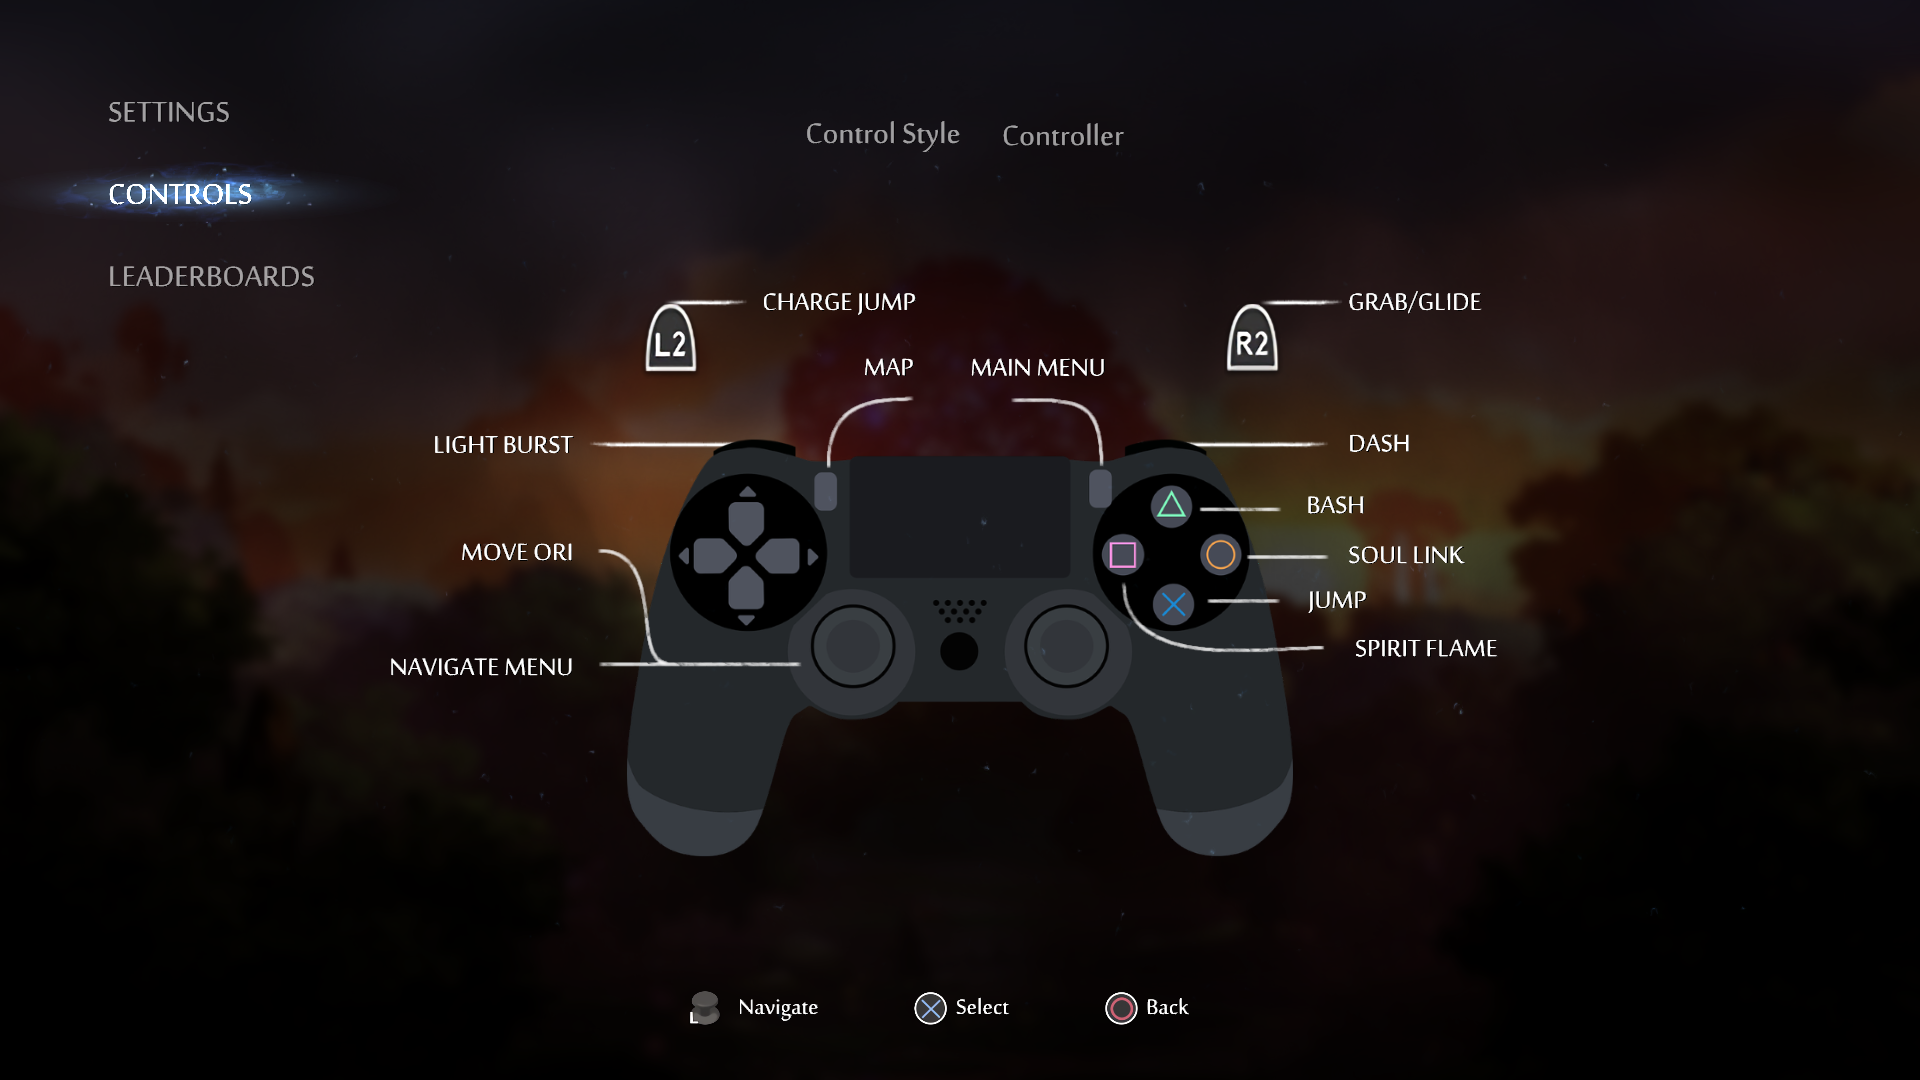 SETTINGS
Control Style Controller
CONTROLS
LEADERBOARDS
CHARGE JUMP
GRAB/GLIDE
L2
R2
MAP
MAIN MENU
LIGHT BURST
DASH
BASH
MOVE ORI
SOUL LINK
JUMP
SPIRIT FLAME
NAVIGATE MENU
L Navigate
Select
Back